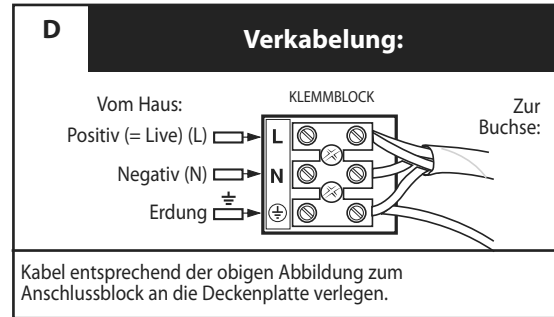 D
Verkabelung:
Vom Haus:
KLEMMBLOCK
Zur
Buchse:
Positiv (= Live) (L)
L
Negativ (N)
N
Erdung
Kabel entsprechend der obigen Abbildung zum
Anschlussblock an die Deckenplatte verlegen.